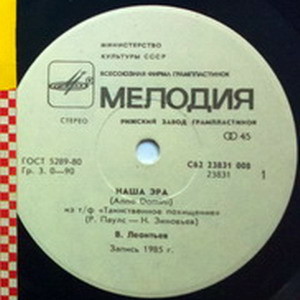 МИНИСТЕРСТВО
КУЛЬТУРЫ СССР
ВСЕСОЮЗНАЯ ФИРМА ГРАМПЛАСТИНОК
МЕЛОДИЯ
СТЕРЕО
РИЖСКИЙ ЗАВОД ГРАМПЛАСТИНОК
45
ГОСТ 5289-80
Гр. 3. 0—90
С62 23831 008
23831
1
НАША ЭРА
(Anno Domini)
из т/ф «Таинственное похищение»
(Р. Паулс — Н. Зиновьев)
В. Леонтьев
Запись 1985 г.